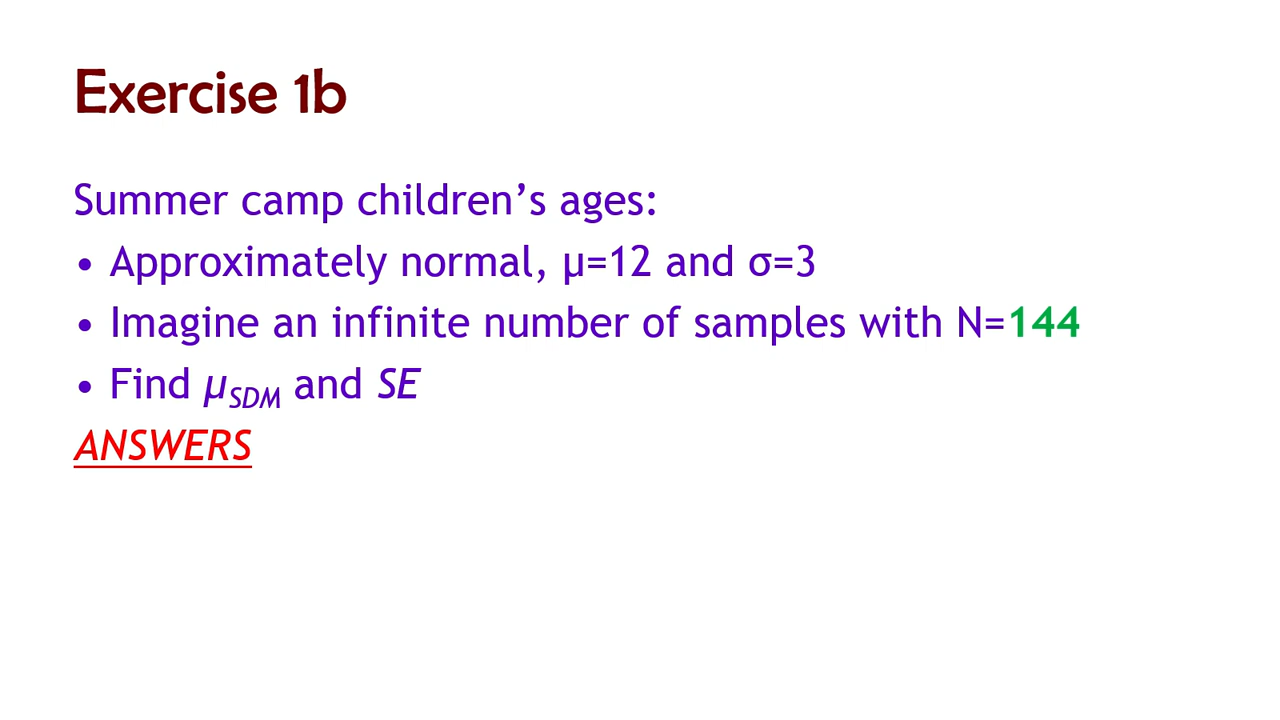 Exercise 1b
Summer camp children’s ages:
• Approximately normal, μ=12 and σ=3
• Imagine an infinite number of samples with N=144
• Find μSDM and SE
ANSWERS